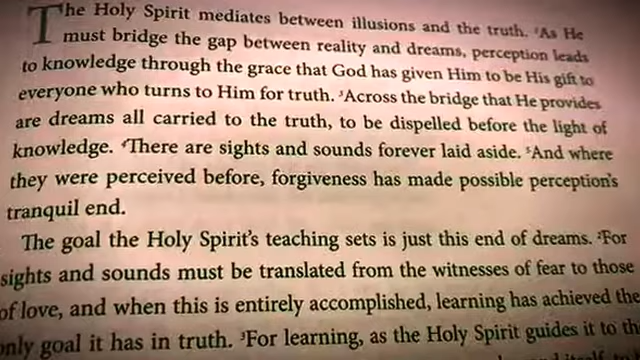 The Holy Spirit mediates between illusions and the truth. ²As He
must bridge the gap between reality and dreams, perception leads
to knowledge through the grace that God has given Him to be His gift to
everyone who turns to Him for truth. ³Across the bridge that He provides
are dreams all carried to the truth, to be dispelled before the light of
knowledge. ⁴There are sights and sounds forever laid aside. ⁵And where
they were perceived before, forgiveness has made possible perception's
tranquil end.
The goal the Holy Spirit's teaching sets is just this end of dreams. ²For
sights and sounds must be translated from the witnesses of fear to those
of love, and when this is entirely accomplished, learning has achieved the
only goal it has in truth. ³For learning, as the Holy Spirit guides it to the